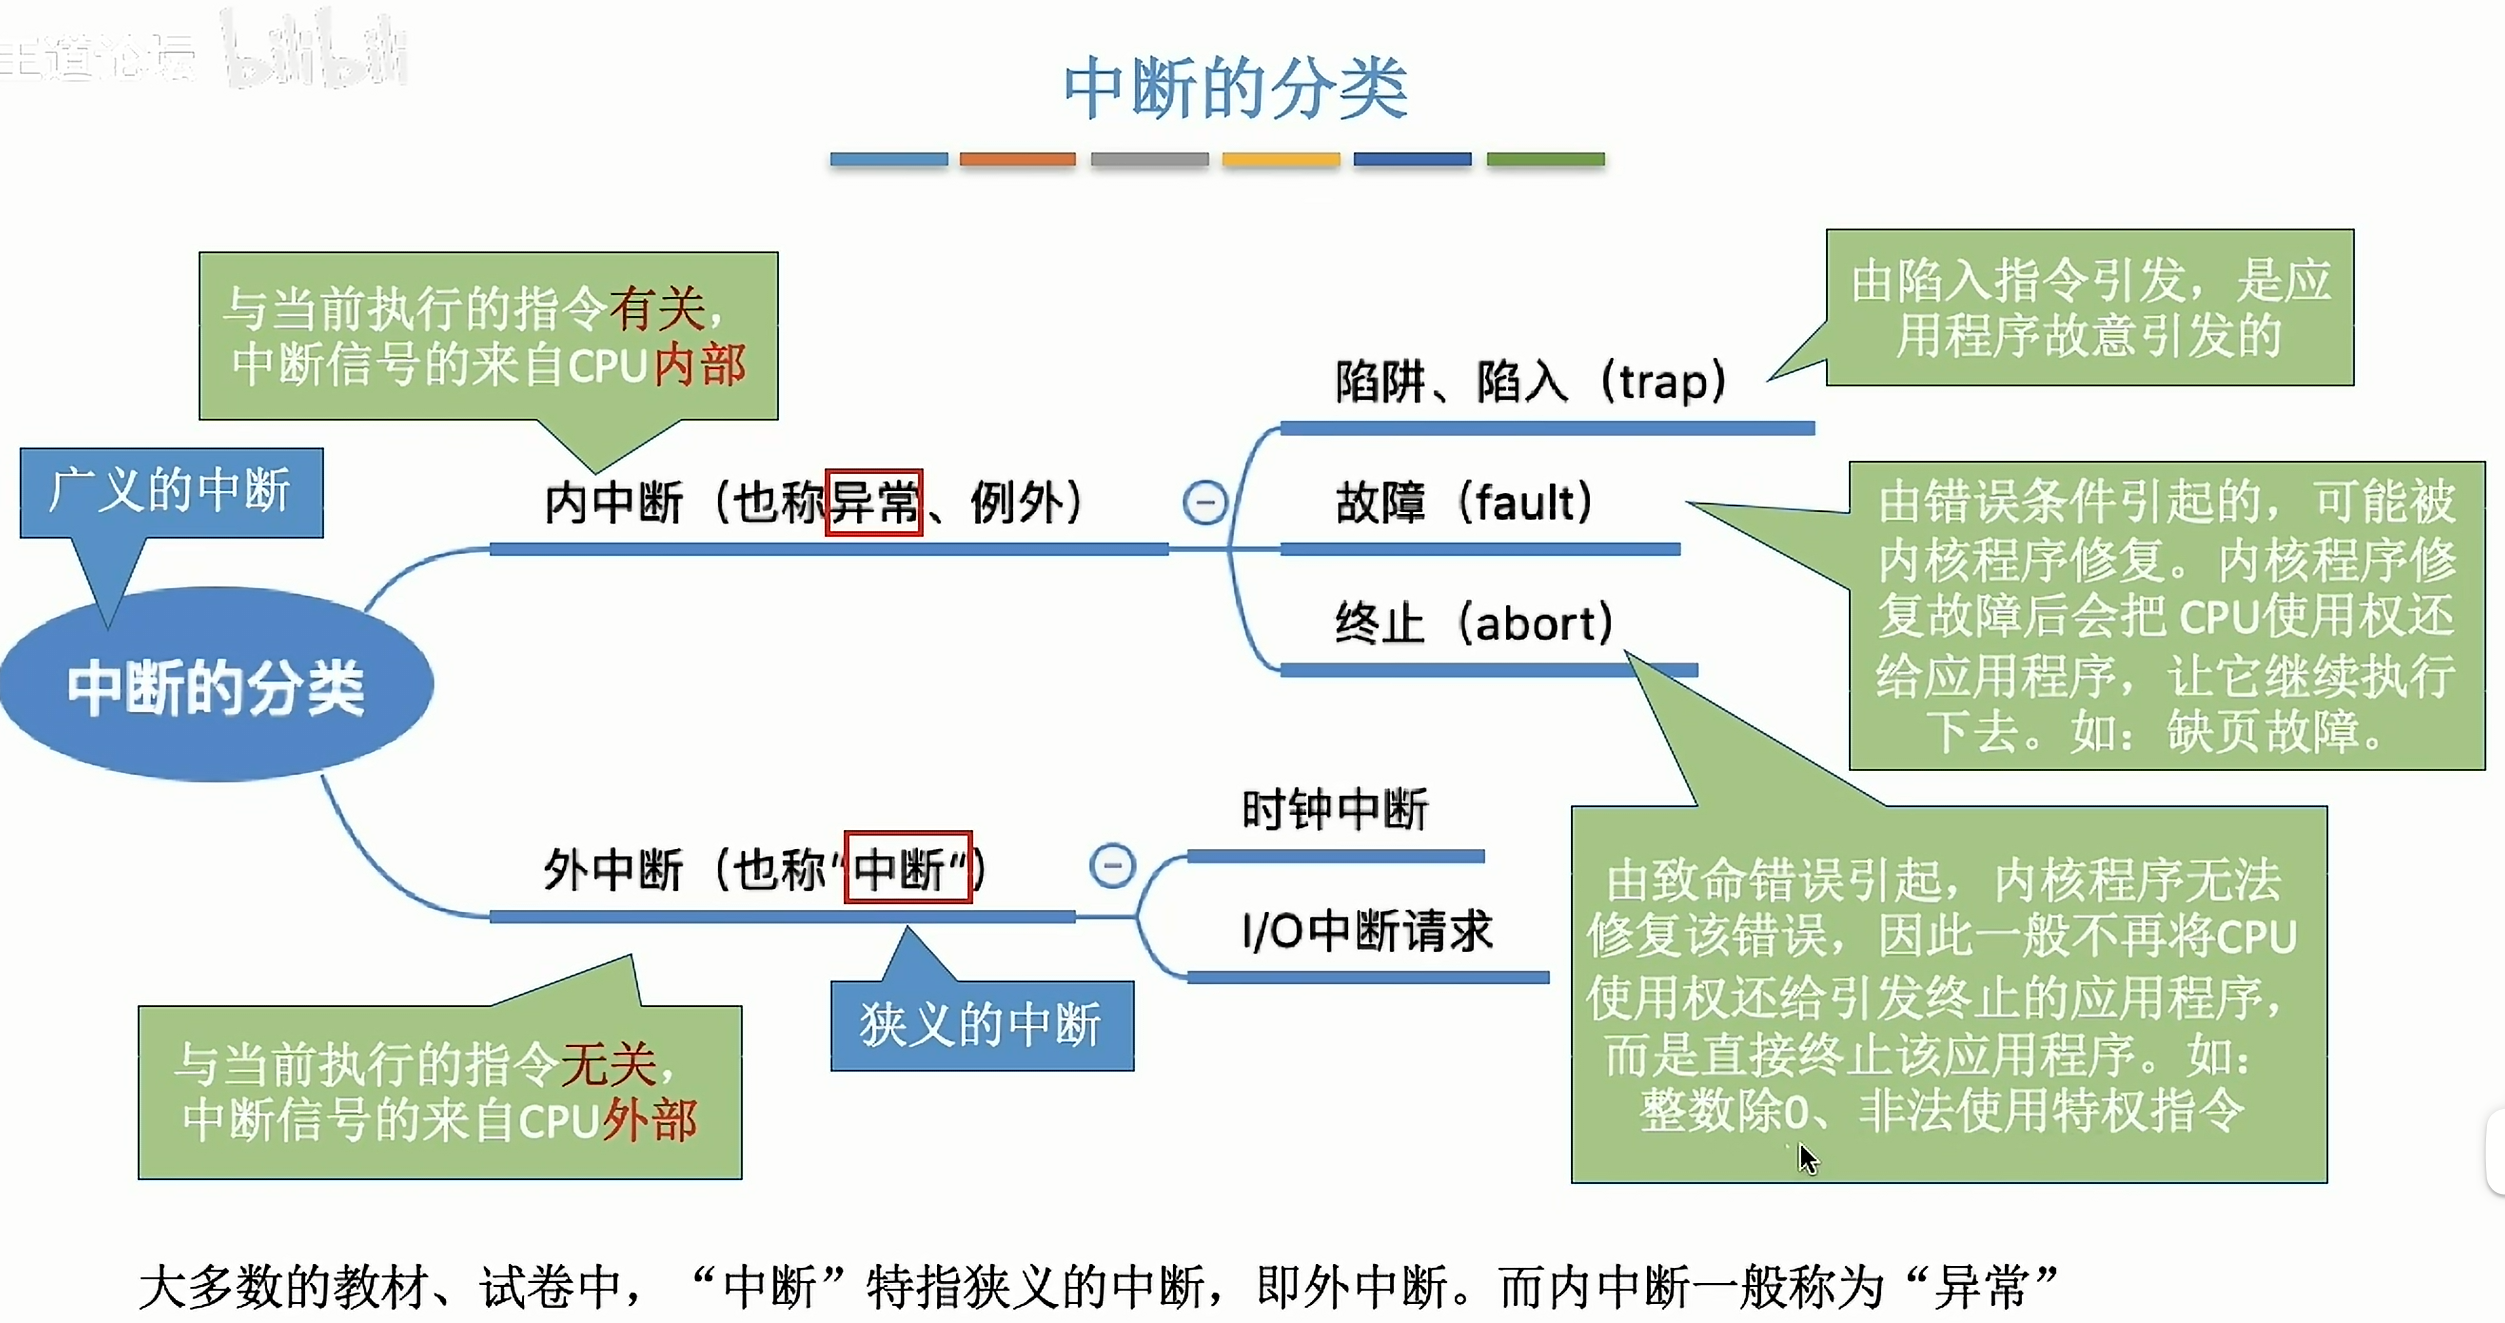 王道论坛 bilibili
中断的分类
与当前执行的指令有关，
中断信号的来自CPU内部
由陷入指令引发，是应
用程序故意引发的
陷阱、陷入（trap）
广义的中断
内中断（也称异常、例外）
故障（fault）
由错误条件引起的，可能被
内核程序修复。内核程序修
复故障后会把 CPU使用权还
给应用程序，让它继续执行
下去。如：缺页故障。
终止（abort）
中断的分类
时钟中断
外中断（也称“中断“）
I/O中断请求
由致命错误引起，内核程序无法
修复该错误，因此一般不再将CPU
使用权还给引发终止的应用程序，
而是直接终止该应用程序。如：
整数除0、非法使用特权指令
狭义的中断
与当前执行的指令无关，
中断信号的来自CPU外部
大多数的教材、试卷中，“中断”特指狭义的中断，即外中断。而内中断一般称为“异常”